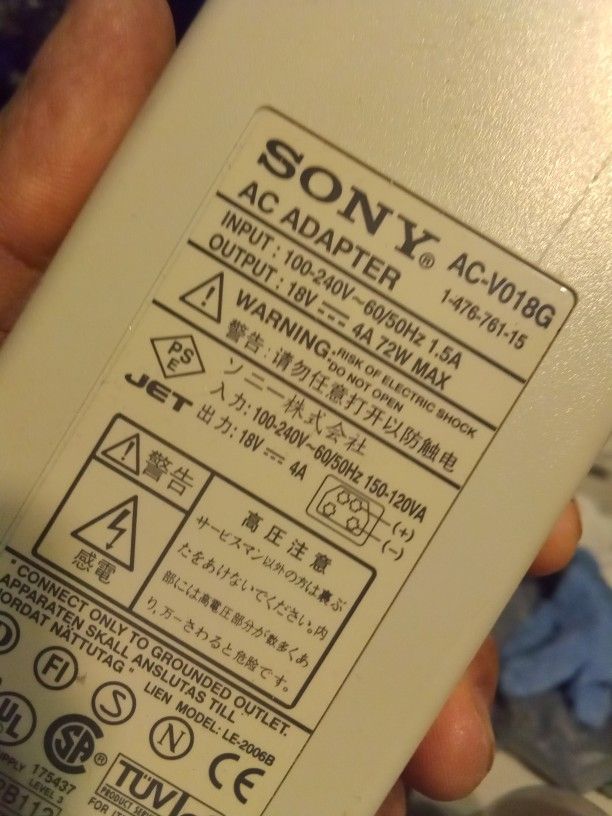 SONY® AC-V018G
AC ADAPTER 1-476-761-15
INPUT : 100-240V~60/50Hz 1.5A
OUTPUT : 18V⎓ 4A 72W MAX
WARNING: "RISK OF ELECTRIC SHOCK
"DO NOT OPEN
警告: 请勿任意打开以防触电
PSE ソニー株式会社
JET 入力: 100-240V~60/50Hz 150-120VA
出力: 18V⎓ 4A
(+)
(-)
警告
感電
高圧注意
サービスマン以外の方は裏ぶ
たをあけないでください。内
部には高電圧部分が数多くあ
り,万一さわると危険です。
"CONNECT ONLY TO GROUNDED OUTLET.
APPARATEN SKALL ANSLUTAS TILL
JORDAT NATTUTAG"
LIEN MODEL: LE-2006B
D FI S N CE
UL SA®
175437
LEVEL 3
TÜV
PRODUCT SERVICE